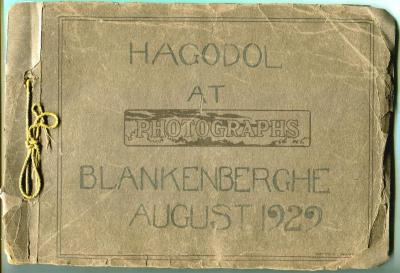 HAGODOL
AT
PHOTOGRAPHS
BLANKENBERGHE
AUGUST 1929